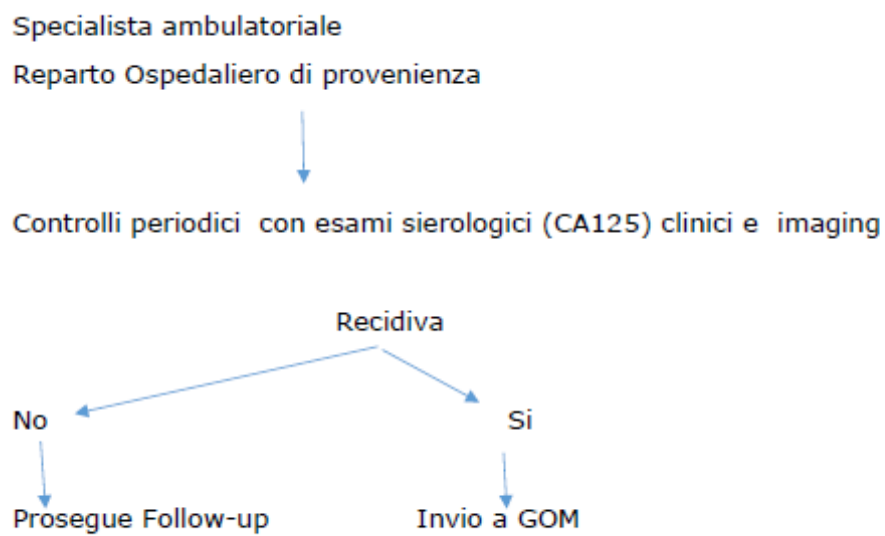 Specialista ambulatoriale
Reparto Ospedaliero di provenienza
Controlli periodici con esami sierologici (CA125) clinici e imaging
Recidiva
No
Si
Prosegue Follow-up
Invio a GOM